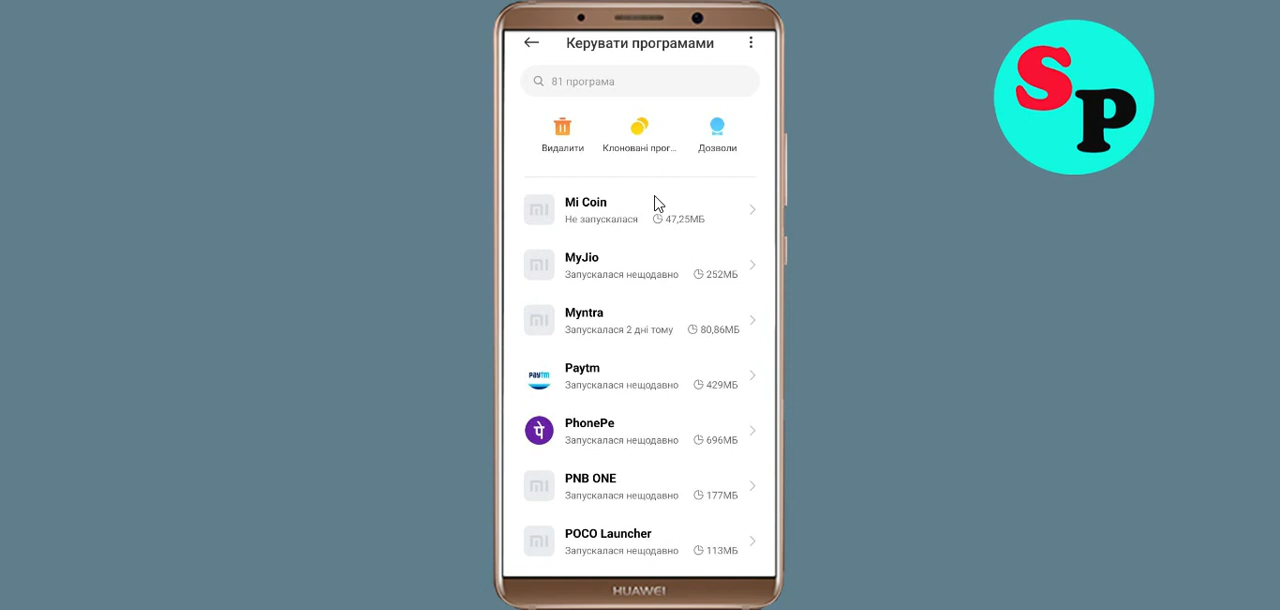 Керувати програмами
81 програма
Видалити
Клоновані прог...
Дозволи
Mi Coin
Не запускалася 47,25МБ
MyJio
Запускалася нещодавно 252МБ
Myntra
Запускалася 2 дні тому 80,86МБ
Paytm
Paytm
Запускалася нещодавно 429МБ
पे
PhonePe
Запускалася нещодавно 696МБ
PNB ONE
Запускалася нещодавно 177МБ
POCO Launcher
Запускалася нещодавно 113МБ
HUAWEI
SP